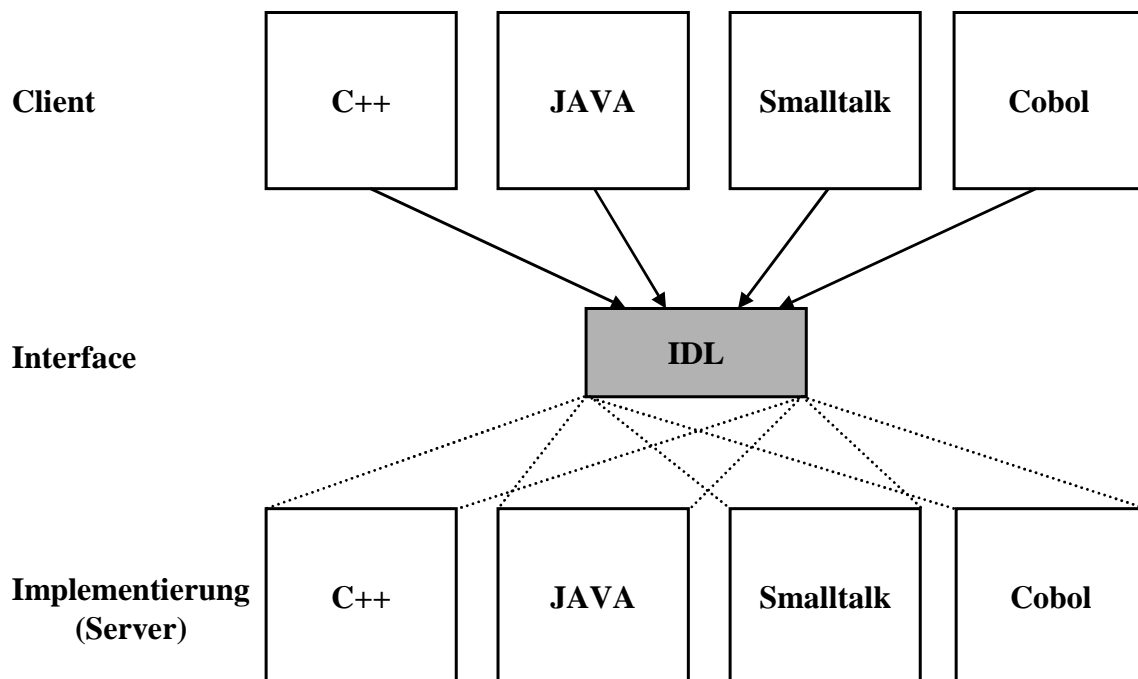 Client
C++
JAVA
Smalltalk
Cobol
Interface
IDL
Implementierung
(Server)
C++
JAVA
Smalltalk
Cobol